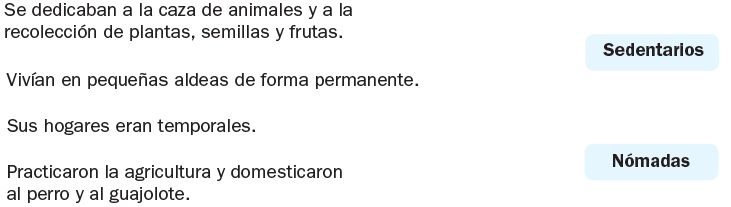 Se dedicaban a la caza de animales y a la
recolección de plantas, semillas y frutas.
Sedentarios
Vivían en pequeñas aldeas de forma permanente.
Sus hogares eran temporales.
Nómadas
Practicaron la agricultura y domesticaron
al perro y al guajolote.